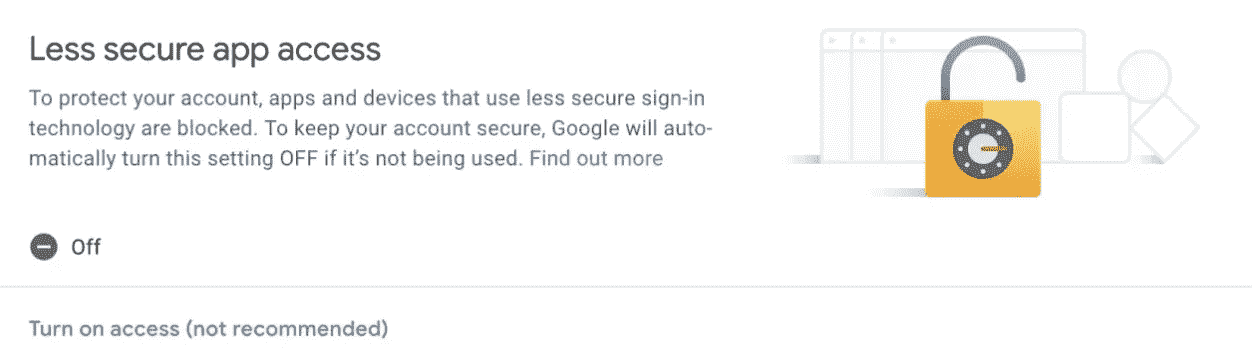 Less secure app access
To protect your account, apps and devices that use less secure sign-in
technology are blocked. To keep your account secure, Google will auto-
matically turn this setting OFF if it’s not being used. Find out more
Off
Turn on access (not recommended)